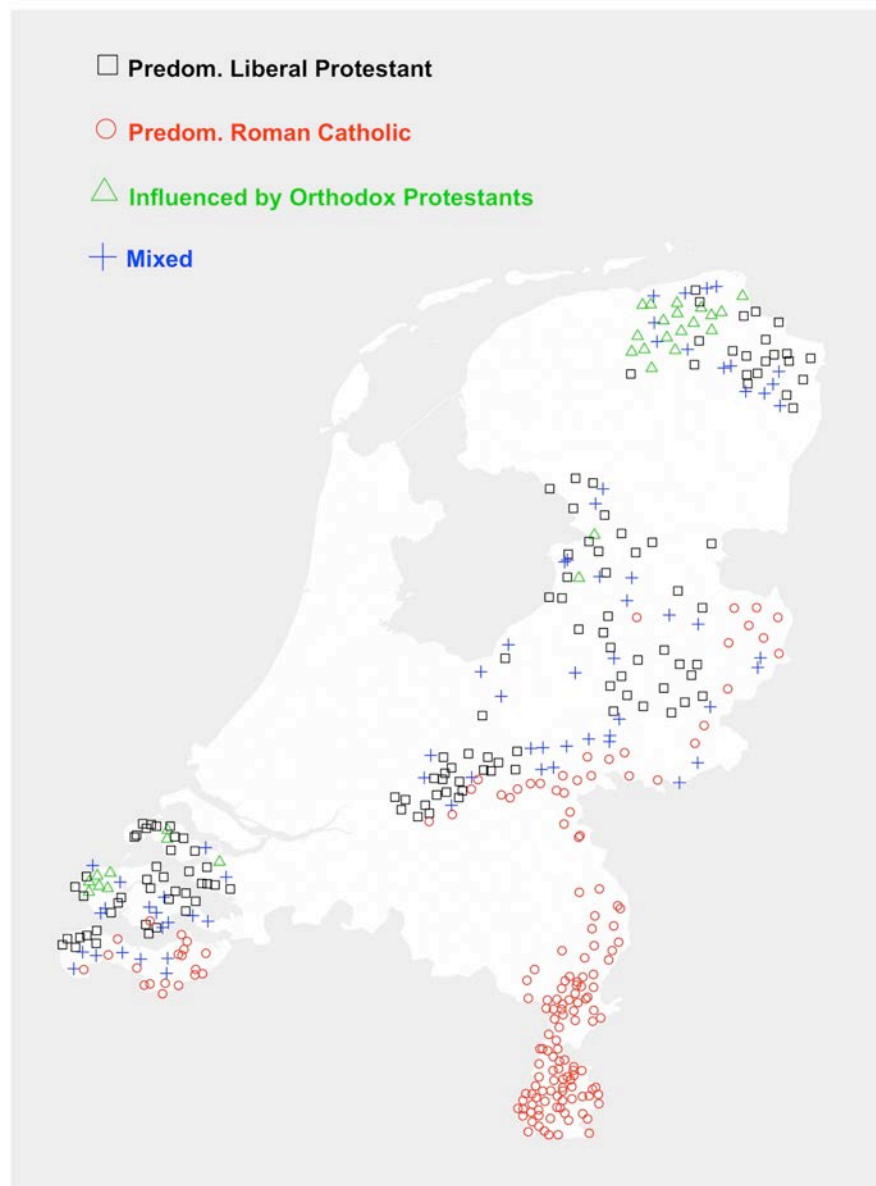 Predom. Liberal Protestant
Predom. Roman Catholic
Influenced by Orthodox Protestants
Mixed